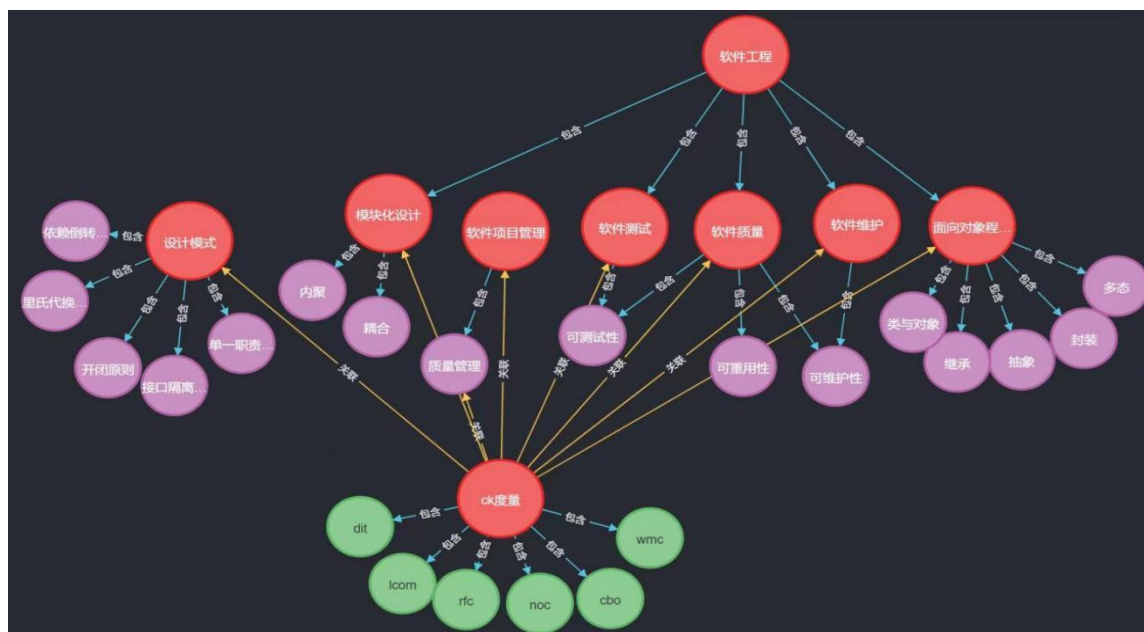 软件工程
包含
包含
包含
包含
包含
模块化设计
软件项目管理
软件测试
软件质量
软件维护
面向对象程...
设计模式
依赖倒转...
包含
里氏代换...
包含
开闭原则
包含
接口隔离...
包含
单一职责...
包含
内聚
包含
耦合
包含
质量管理
包含
可测试性
包含
包含
可重用性
包含
可维护性
包含
包含
类与对象
包含
继承
包含
抽象
包含
封装
包含
多态
包含
关联
关联
关联
关联
关联
关联
ck度量
dit
包含
lcom
包含
rfc
包含
noc
包含
cbo
包含
wmc
包含